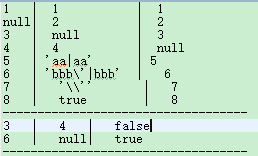 1 | 1 | 1
null | 2 | 2
3 | null | 3
4 | 4 | null
5 | 'aa|aa' | 5
6 | 'bbb\'|bbb' | 6
7 | '\\'' | 7
8 | true | 8
----------------------------------------
3 | 4 | false
6 | null | true
----------------------------------------